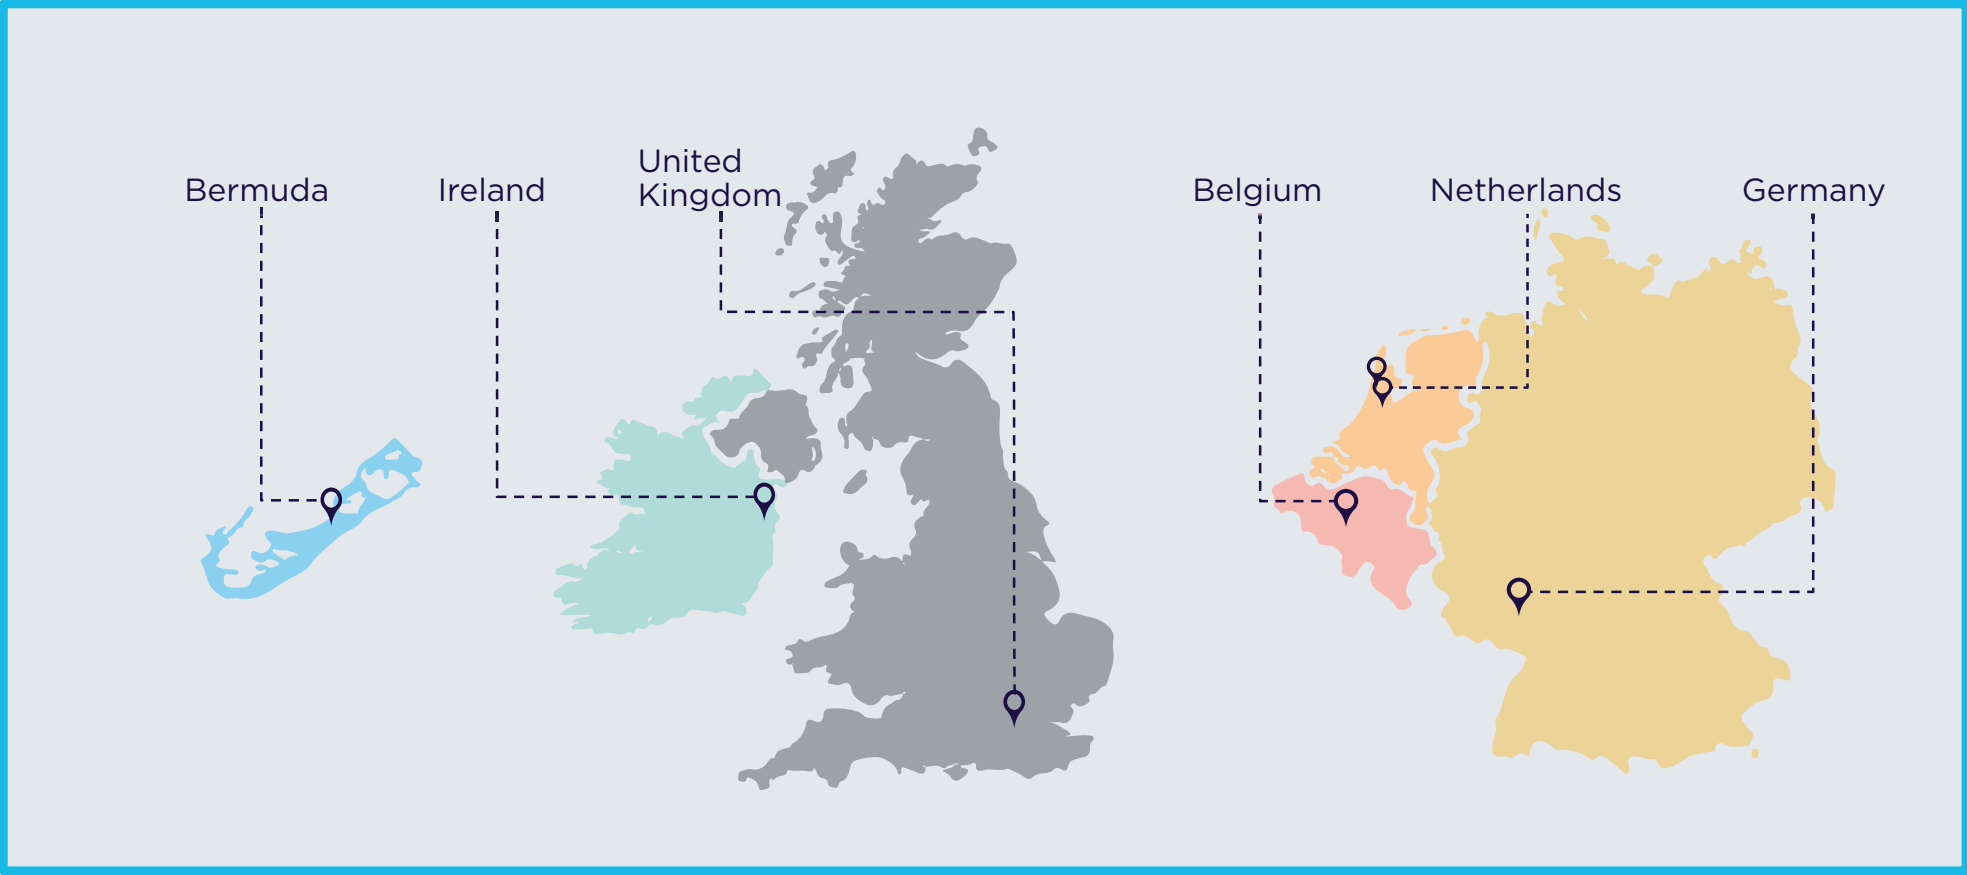 Bermuda
Ireland
United
Kingdom
Belgium
Netherlands
Germany